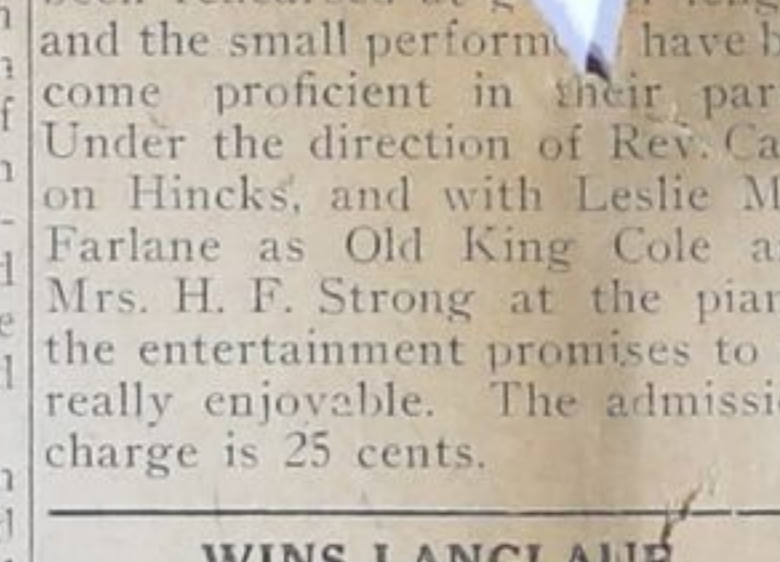 and the small perform have b
come proficient in their par
Under the direction of Rev. Ca
on Hincks, and with Leslie M
Farlane as Old King Cole a
Mrs. H. F. Strong at the pian
the entertainment promises to
really enjoyable. The admissi
charge is 25 cents.
WINS